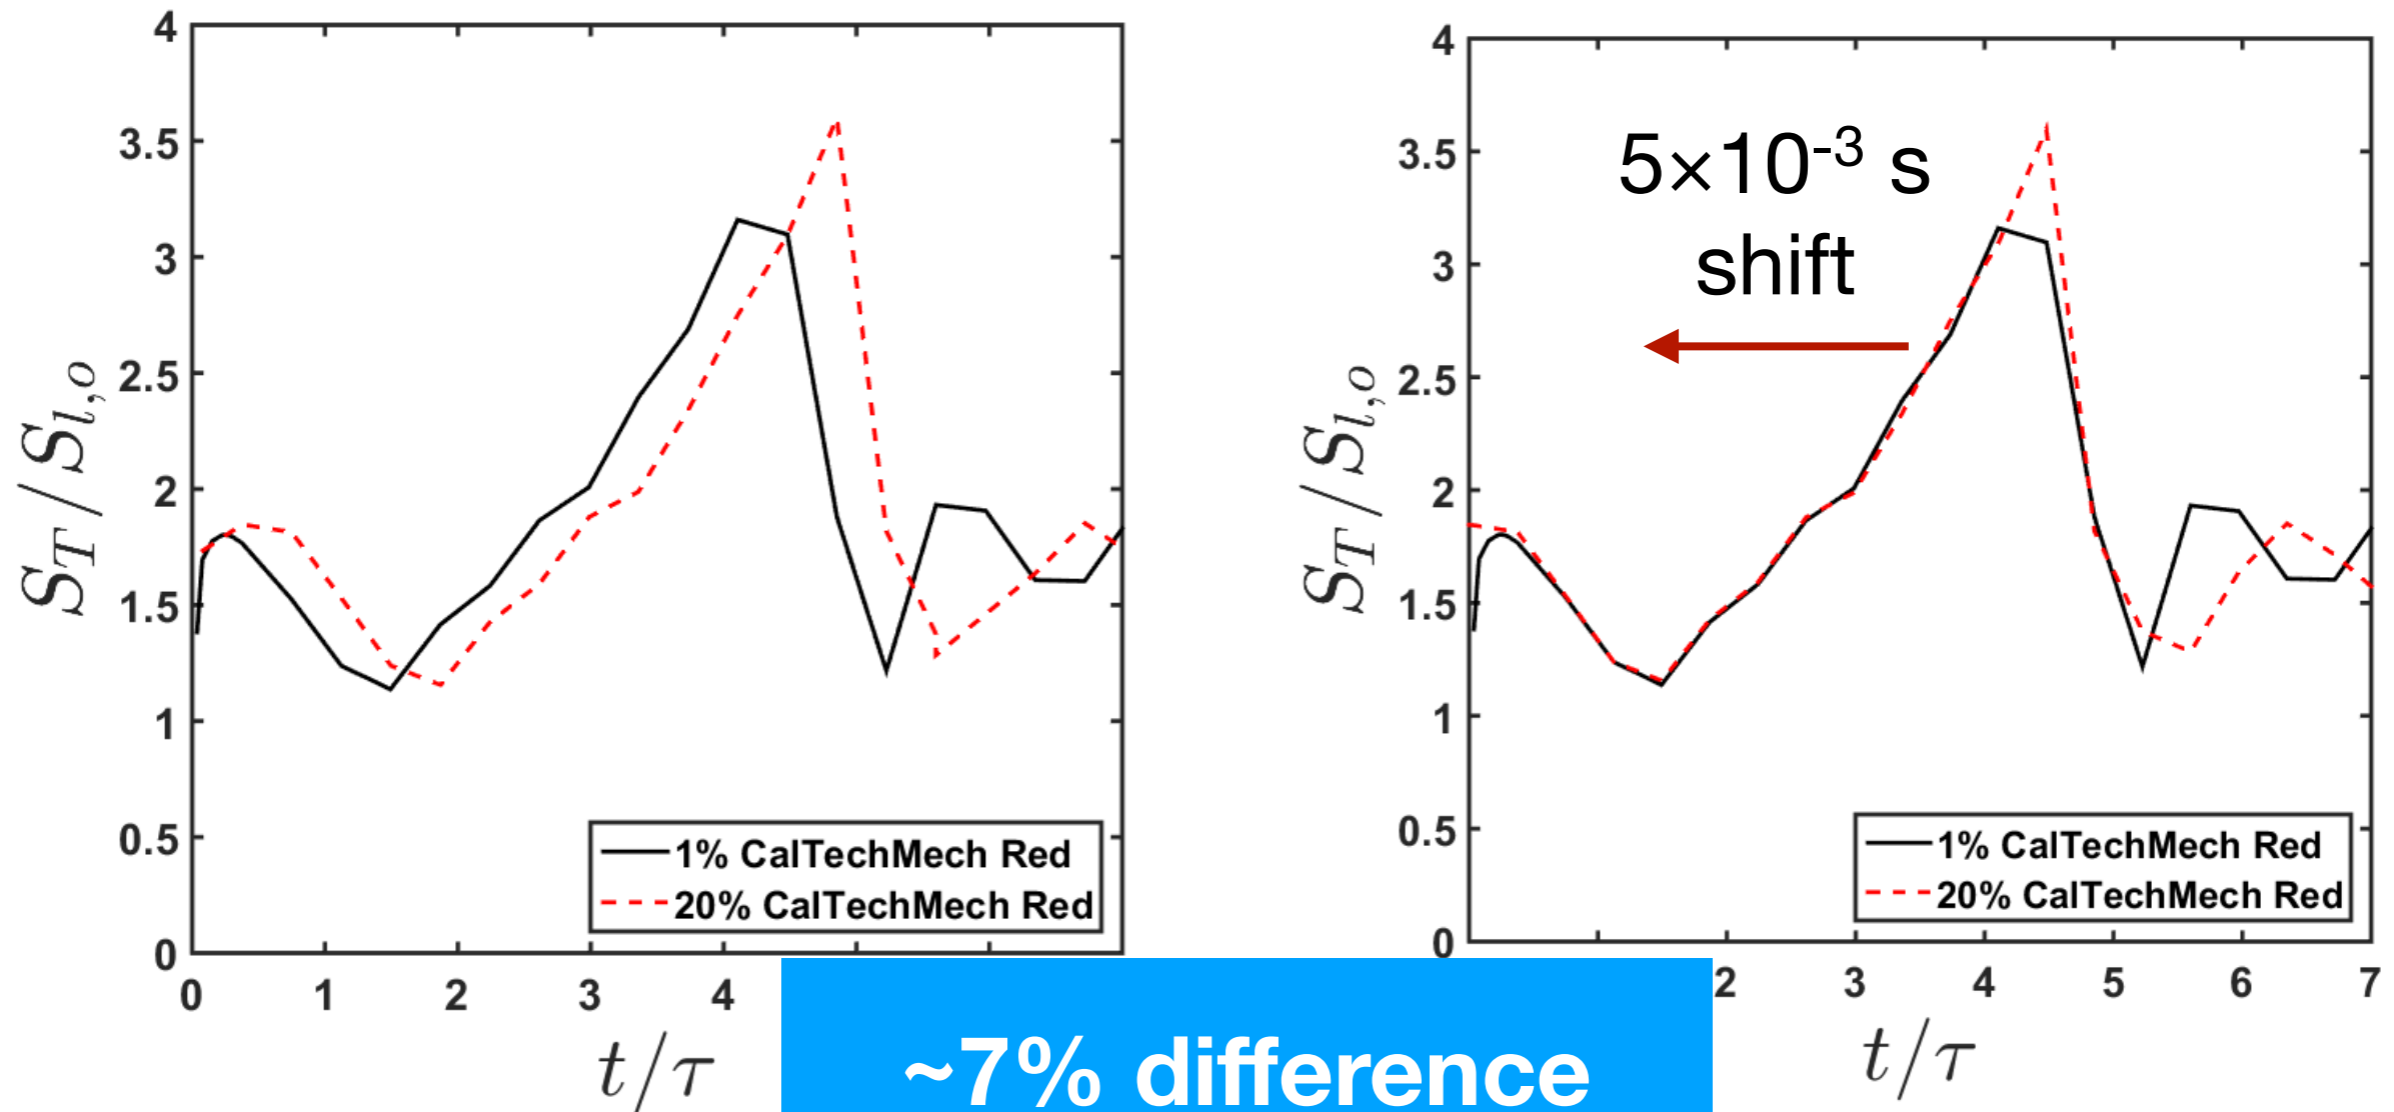 4
3.5
3
2.5
2
1.5
1
0.5
0
S_T/S_{l,o}
1% CalTechMech Red
20% CalTechMech Red
0 1 2 3 4
t/τ
4
3.5
3
2.5
2
1.5
1
0.5
0
S_T/S_{l,o}
5×10⁻³ s
shift
1% CalTechMech Red
20% CalTechMech Red
2 3 4 5 6 7
t/τ
~7% difference